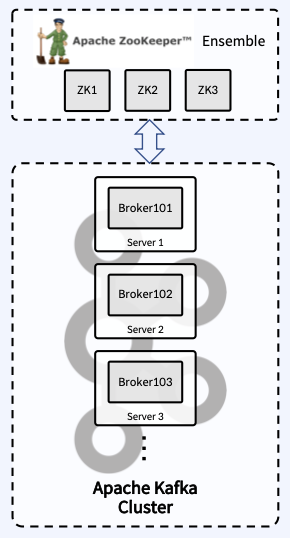 Apache ZooKeeper™ Ensemble
ZK1 ZK2 ZK3
Broker101
Server 1
Broker102
Server 2
Broker103
Server 3
Apache Kafka
Cluster